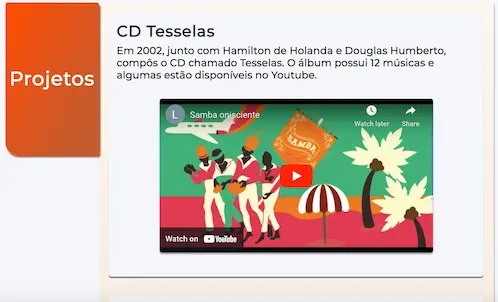 Projetos
CD Tesselas
Em 2002, junto com Hamilton de Holanda e Douglas Humberto,
compôs o CD chamado Tesselas. O álbum possui 12 músicas e
algumas estão disponíveis no Youtube.
L
Samba onisciente
Watch later
Share
SAMBA
Watch on YouTube